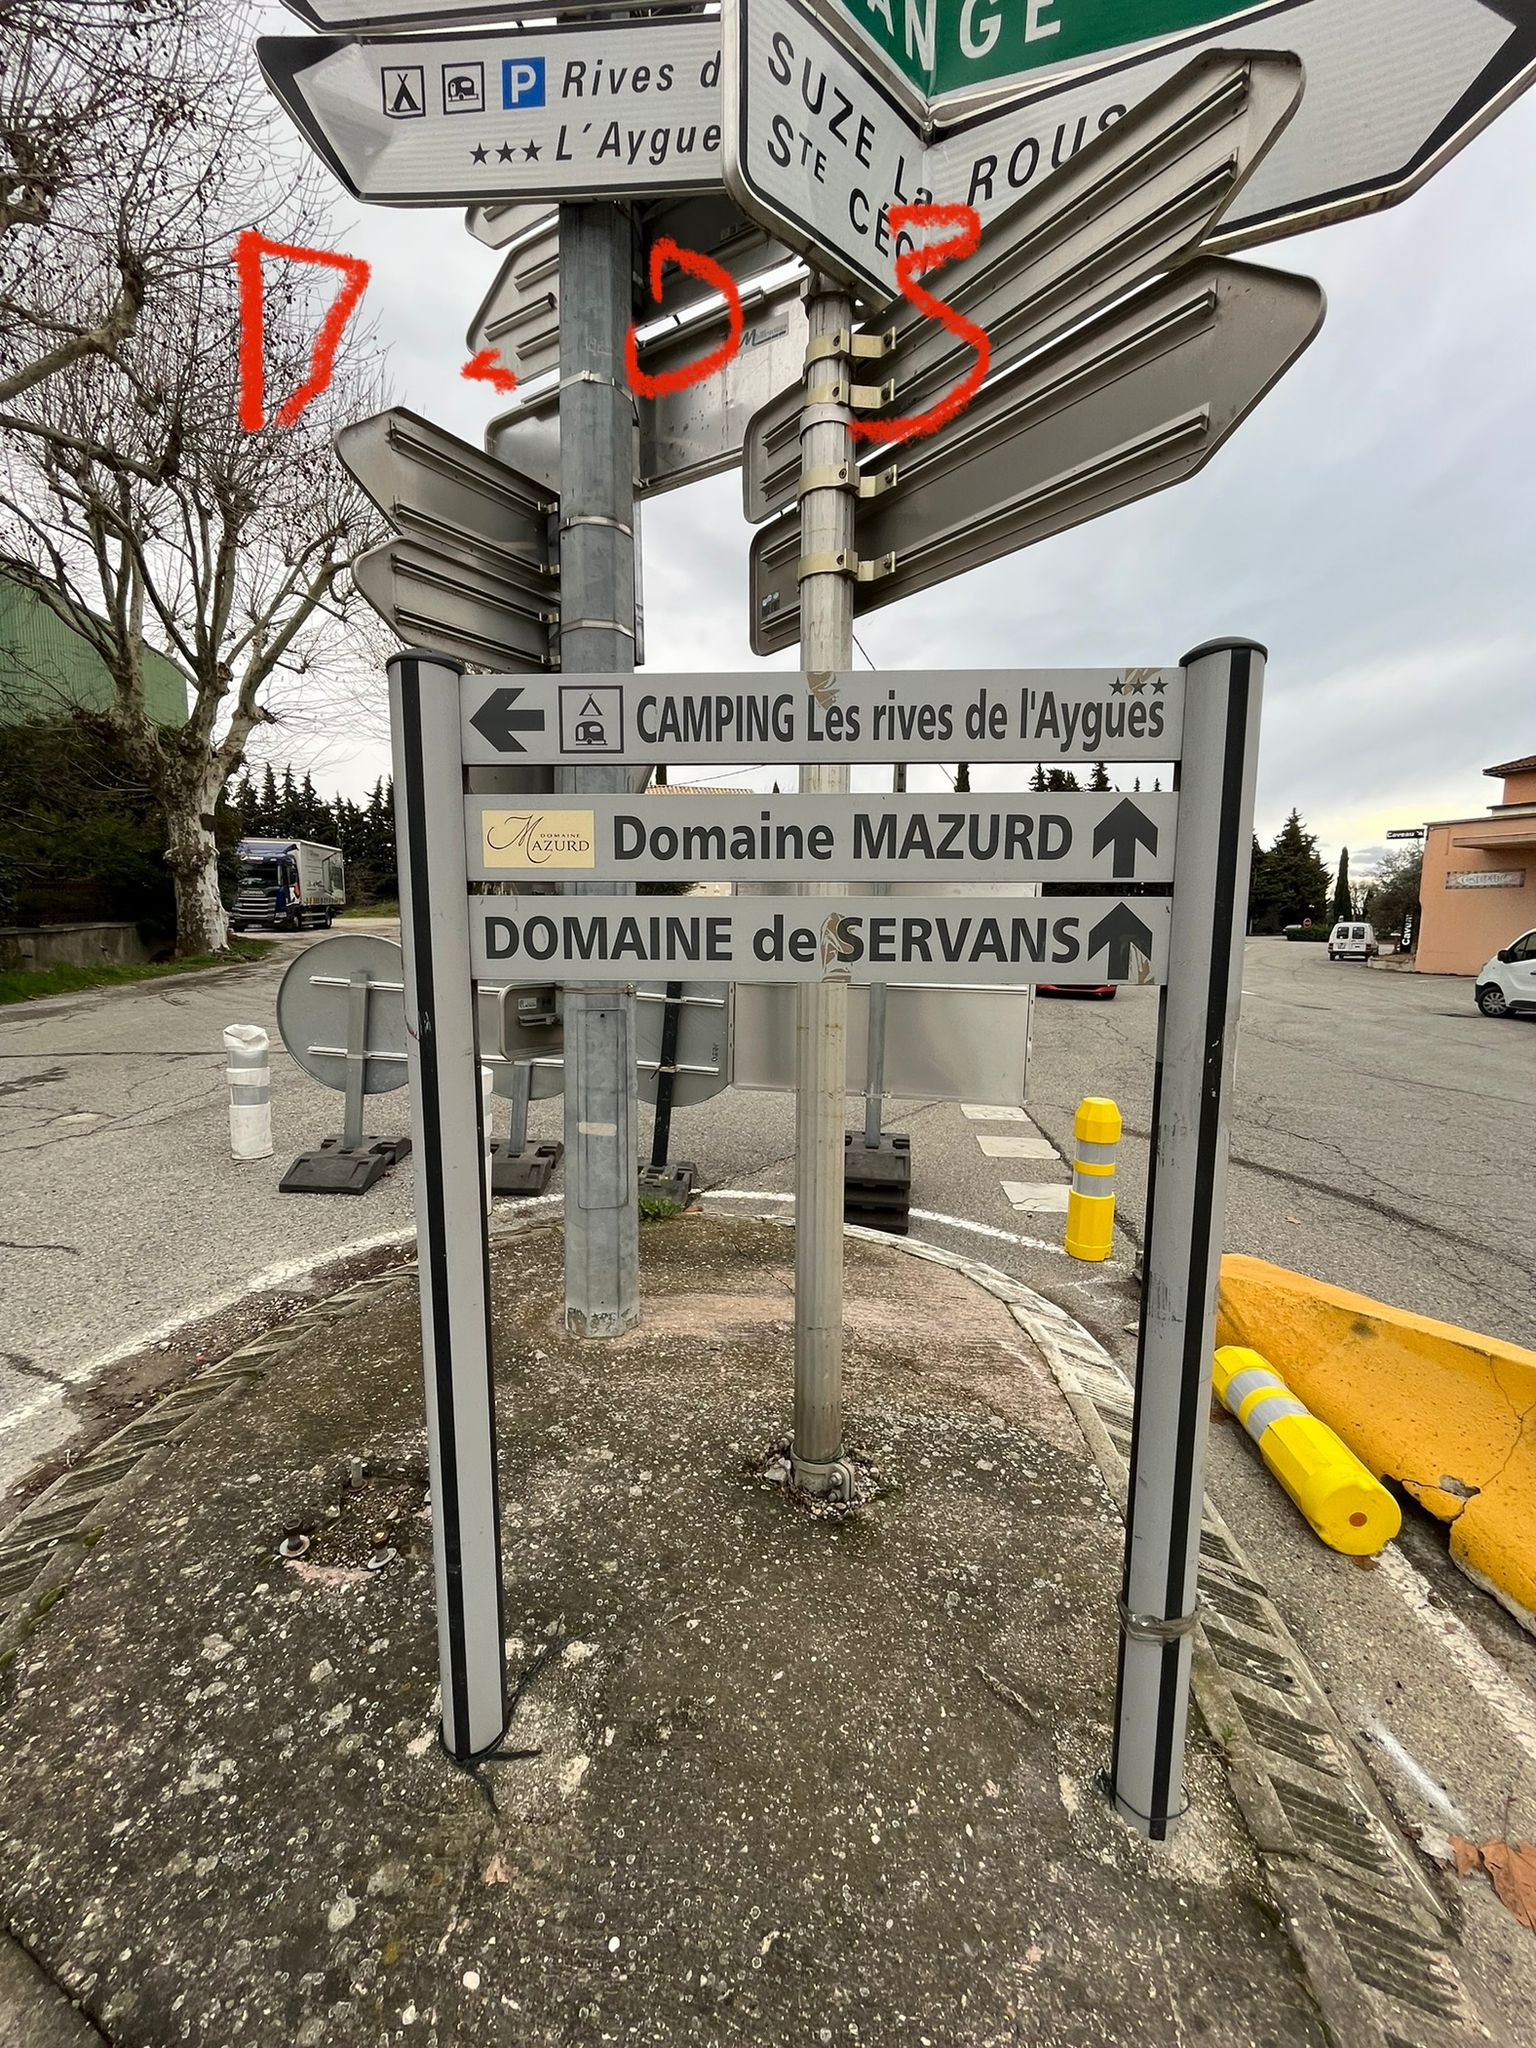 P Rives d
★★★ L'Aygue
ANGE
SUZE La ROUS
STE CÉC
CAMPING Les rives de l'Aygues ★★★
DOMAINE MAZURD Domaine MAZURD
DOMAINE de SERVANS
Caveau